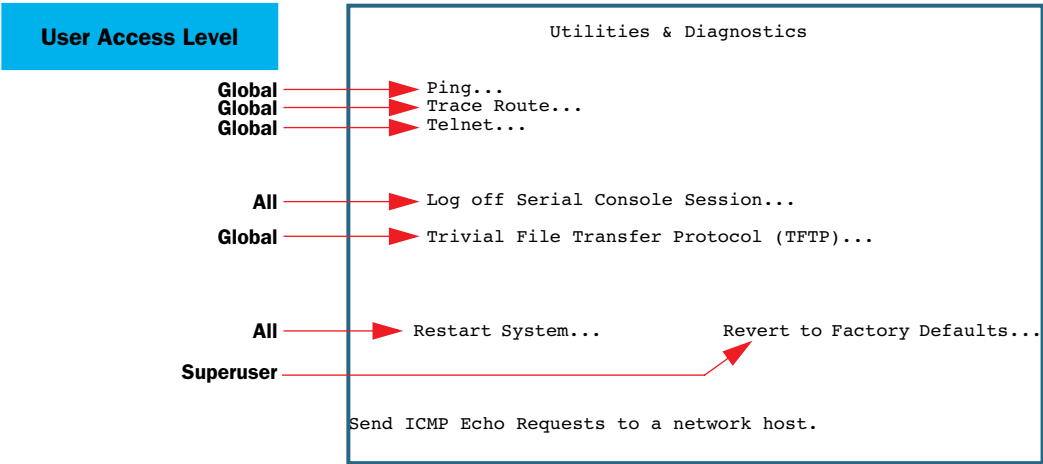 User Access Level
Utilities & Diagnostics
Global Ping...
Global Trace Route...
Global Telnet...
All Log off Serial Console Session...
Global Trivial File Transfer Protocol (TFTP)...
All Restart System... Revert to Factory Defaults...
Superuser
Send ICMP Echo Requests to a network host.